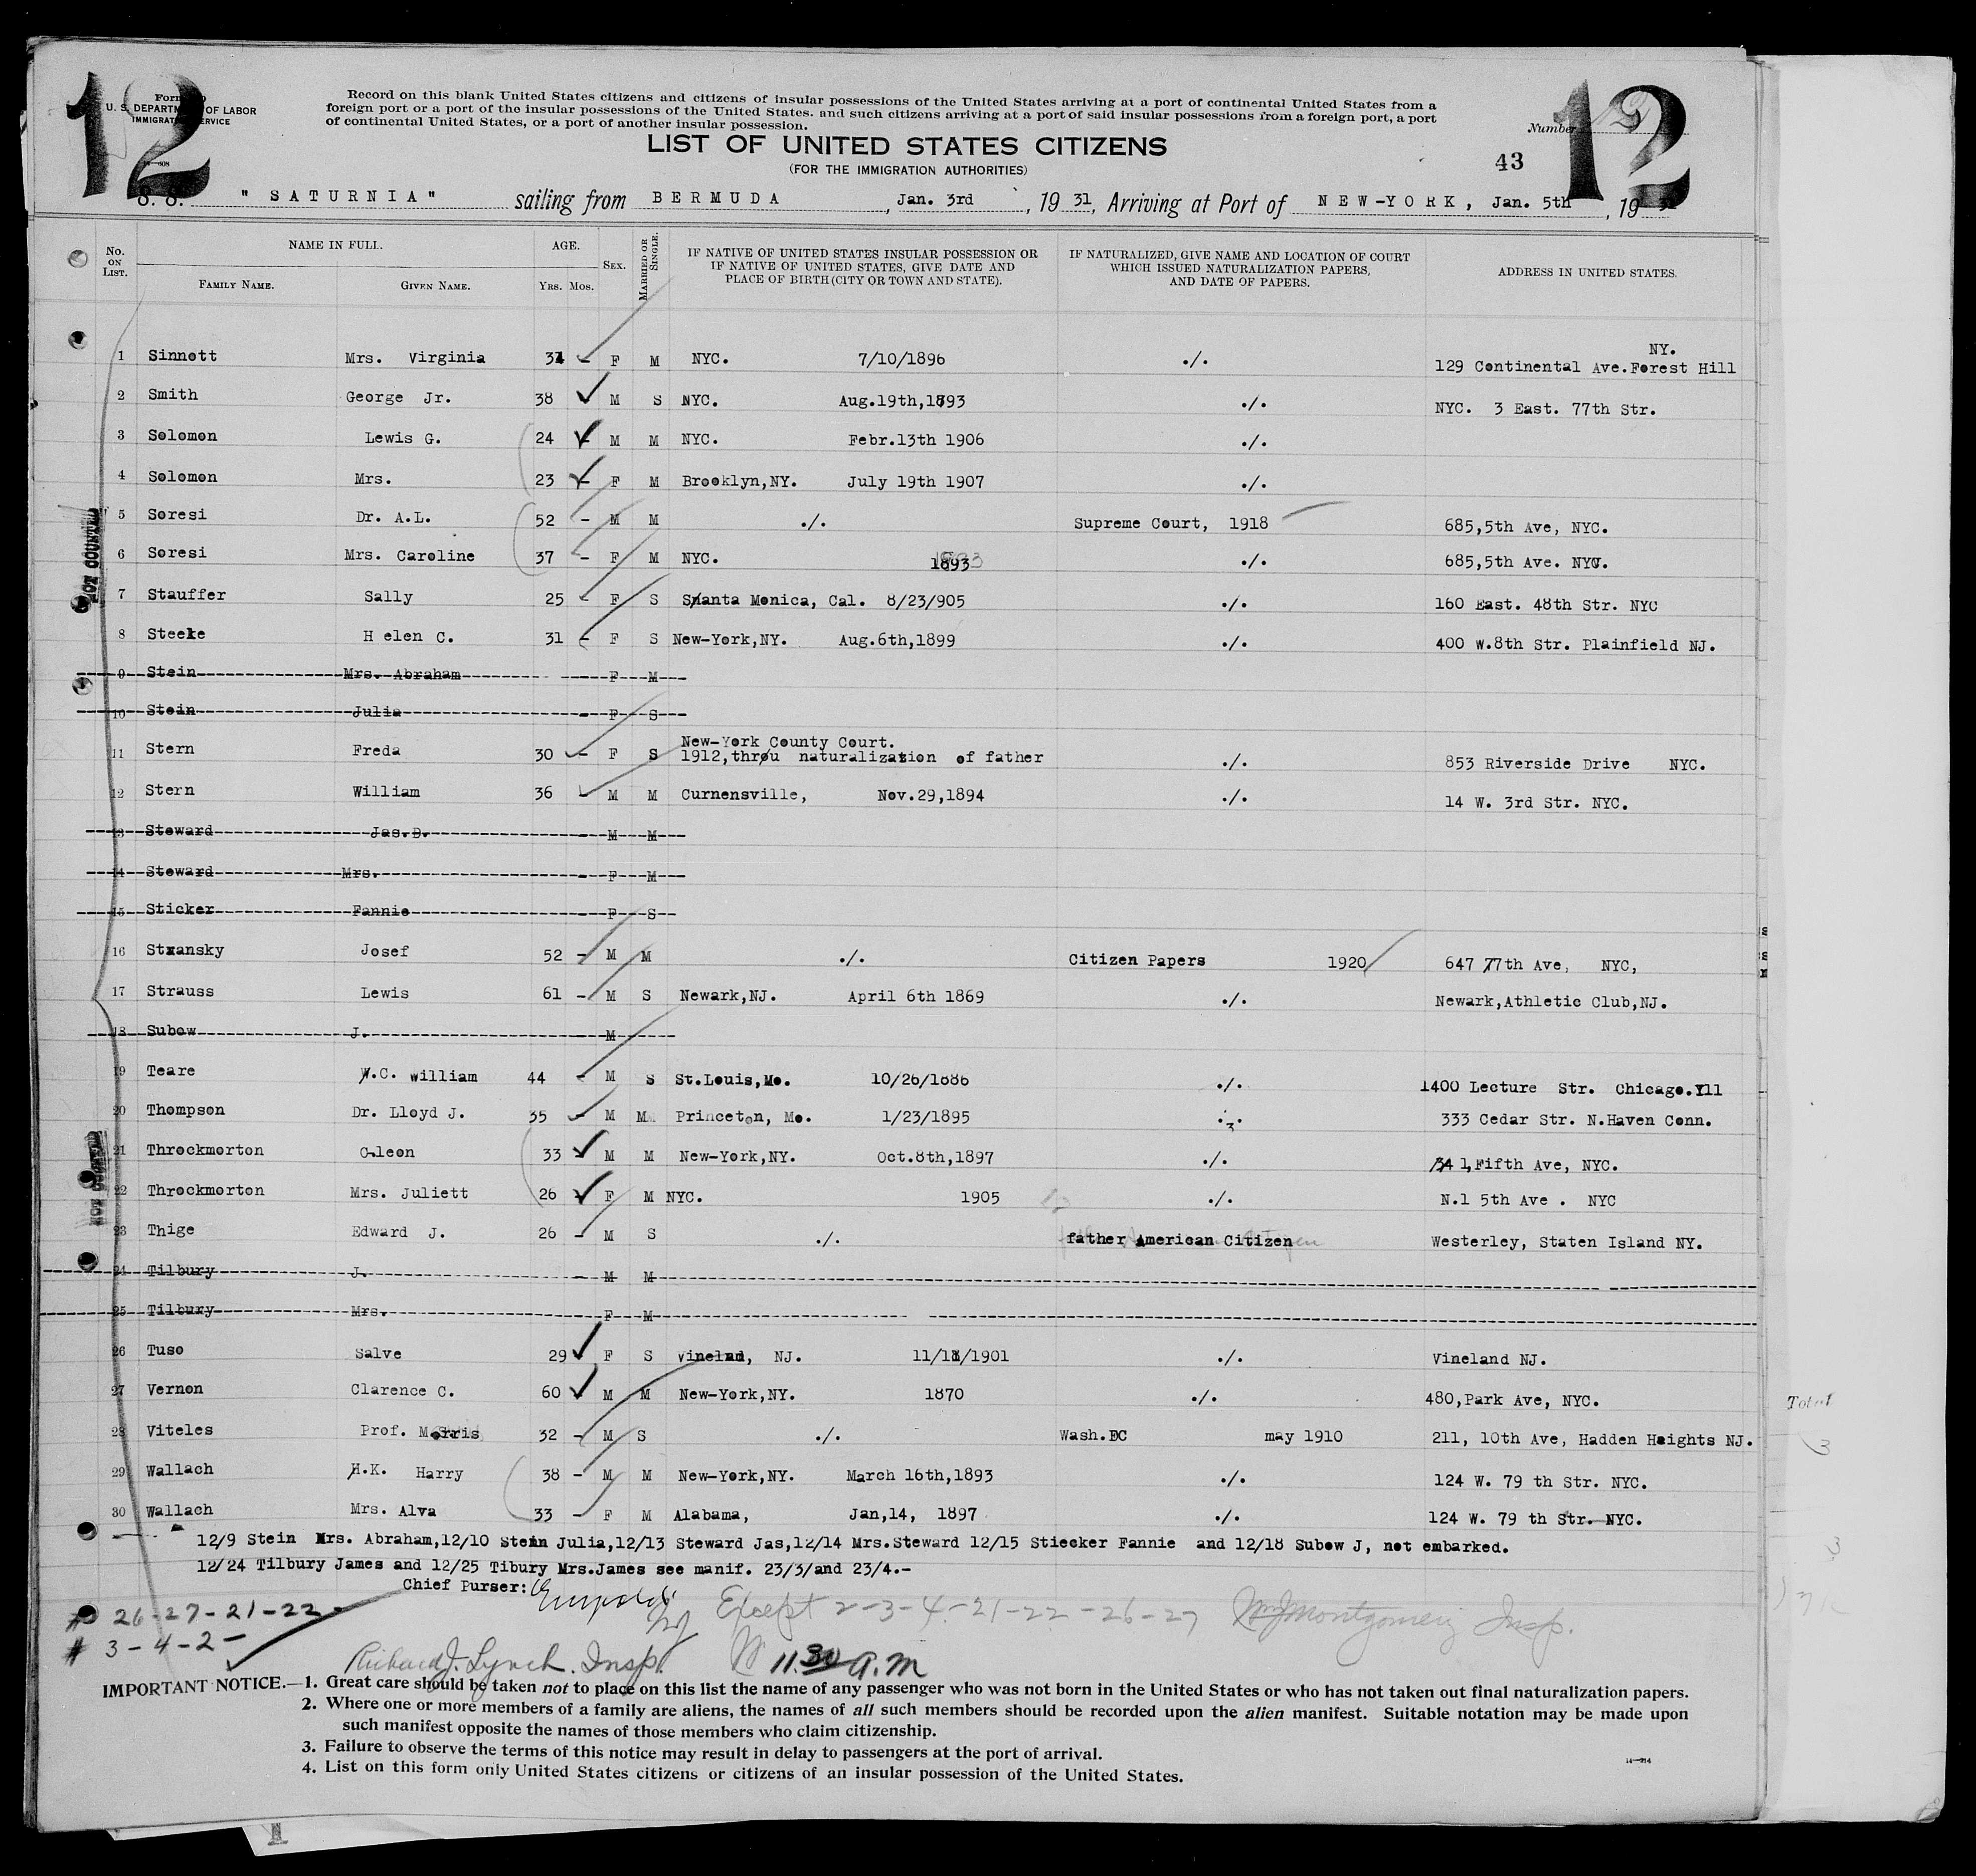 12
Form
U. S. DEPARTMENT OF LABOR
IMMIGRATION SERVICE
Record on this blank United States citizens and citizens of insular possessions of the United States arriving at a port of continental United States from a
foreign port or a port of the insular possessions of the United States. and such citizens arriving at a port of said insular possessions from a foreign port, a port
of continental United States, or a port of another insular possession.
Number
12
LIST OF UNITED STATES CITIZENS
(FOR THE IMMIGRATION AUTHORITIES)
43
S. S. "SATURNIA" sailing from BERMUDA, Jan. 3rd, 19 31, Arriving at Port of NEW-YORK, Jan. 5th, 19 31
No. ON LIST. NAME IN FULL. FAMILY NAME. GIVEN NAME. AGE. YRS. MOS. SEX. MARRIED OR SINGLE. IF NATIVE OF UNITED STATES INSULAR POSSESSION OR IF NATIVE OF UNITED STATES, GIVE DATE AND PLACE OF BIRTH (CITY OR TOWN AND STATE). IF NATURALIZED, GIVE NAME AND LOCATION OF COURT WHICH ISSUED NATURALIZATION PAPERS, AND DATE OF PAPERS. ADDRESS IN UNITED STATES.
1 Sinnott Mrs. Virginia 34 - F M NYC. 7/10/1896 ./. 129 Continental Ave.Forest Hill NY.
2 Smith George Jr. 38 M S NYC. Aug.19th,1893 ./. NYC. 3 East. 77th Str.
3 Solomon Lewis G. 24 - M M NYC. Febr.13th 1906 ./.
4 Solomon Mrs. 23 - F M Brooklyn,NY. July 19th 1907 ./.
5 Soresi Dr. A.L. 52 - M M ./. Supreme Court, 1918 685,5th Ave, NYC.
6 Soresi Mrs. Caroline 37 - F M NYC. 1893 ./. 685,5th Ave. NYC.
7 Stauffer Sally 25 - F S Santa Monica, Cal. 8/23/905 ./. 160 East. 48th Str. NYC
8 Steele Helen C. 31 - F S New-York,NY. Aug.6th,1899 ./. 400 W.8th Str. Plainfield NJ.
9 Stein Mrs. Abraham F M
10 Stein Julia - F S
11 Stern Freda 30 - F S New-York County Court. 1912,throu naturalization of father ./. 853 Riverside Drive NYC.
12 Stern William 36 - M M Curnensville, Nov.29,1894 ./. 14 W. 3rd Str. NYC.
13 Steward Jas.D. - M M
14 Steward Mrs. - F M
15 Sticker Fannie - F S
16 Stransky Josef 52 - M M ./. Citizen Papers 1920 647 77th Ave, NYC,
17 Strauss Lewis 61 - M S Newark,NJ. April 6th 1869 ./. Newark,Athletic Club,NJ.
18 Subow J. - M
19 Teare W.C. William 44 - M S St.Louis,Mo. 10/26/1886 ./. 1400 Lecture Str. Chicago.Ill
20 Thompson Dr. Lloyd J. 35 - M M Princeton, Mo. 1/23/1895 333 Cedar Str. N.Haven Conn.
21 Throckmorton Cleon 33 - M M New-York,NY. Oct.8th,1897 ./. 1,Fifth Ave, NYC.
22 Throckmorton Mrs. Juliett 26 - F M NYC. 1905 ./. N.1 5th Ave . NYC
23 Thige Edward J. 26 - M S ./. father American Citizen Westerley, Staten Island NY.
24 Tilbury J. - M M
25 Tilbury Mrs. F M
26 Tuso Salve 29 F S Vineland, NJ. 11/11/1901 ./. Vineland NJ.
27 Vernon Clarence C. 60 - M M New-York,NY. 1870 ./. 480,Park Ave, NYC.
28 Viteles Prof. Morris 32 - M S ./. Wash.DC may 1910 211, 10th Ave, Hadden Heights NJ.
29 Wallach H.K. Harry 38 - M M New-York,NY. March 16th,1893 ./. 124 W. 79 th Str. NYC.
30 Wallach Mrs. Alva 33 - F M Alabama, Jan,14, 1897 ./. 124 W. 79 th Str. NYC.
12/9 Stein Mrs. Abraham,12/10 Stein Julia,12/13 Steward Jas,12/14 Mrs.Steward 12/15 Stiecker Fannie and 12/18 Subow J, not embarked.
12/24 Tilbury James and 12/25 Tibury Mrs.James see manif. 23/3/and 23/4.-
Chief Purser:
# 26-27-21-22-
Except 2-3-4-21-22-26-27 Wm J Montgomery Insp.
# 3-4-2-
Richard J. Lynch. Insp. 11.30 A.M
IMPORTANT NOTICE.—1. Great care should be taken not to place on this list the name of any passenger who was not born in the United States or who has not taken out final naturalization papers.
2. Where one or more members of a family are aliens, the names of all such members should be recorded upon the alien manifest. Suitable notation may be made upon
such manifest opposite the names of those members who claim citizenship.
3. Failure to observe the terms of this notice may result in delay to passengers at the port of arrival.
4. List on this form only United States citizens or citizens of an insular possession of the United States.
14—914
NOT COUNTED
Total
3